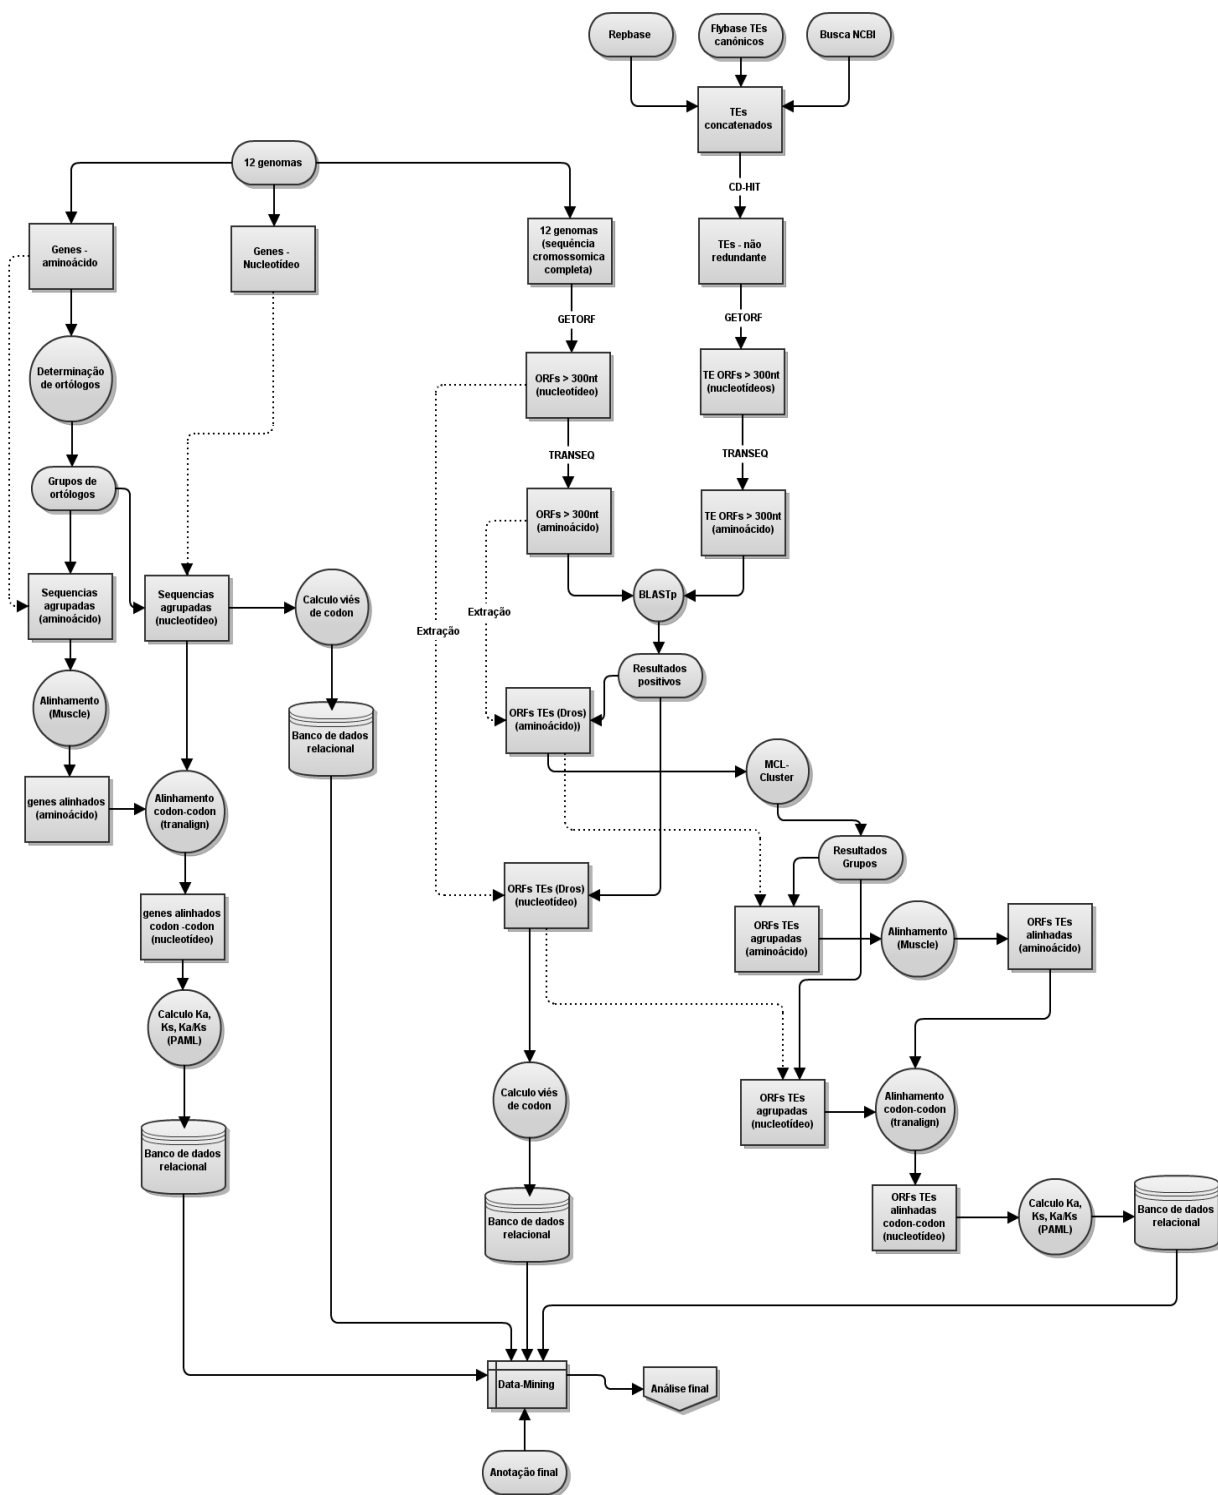 Repbase
Flybase TEs
canônicos
Busca NCBI
TEs
concatenados
12 genomas
CD-HIT
Genes -
aminoácido
Genes -
Nucleotídeo
12 genomas
(sequência
cromossomica
completa)
TEs - não
redundante
GETORF
GETORF
Determinação
de ortólogos
ORFs > 300nt
(nucleotídeo)
TE ORFs > 300nt
(nucleotídeos)
TRANSEQ
TRANSEQ
Grupos de
ortólogos
ORFs > 300nt
(aminoácido)
TE ORFs > 300nt
(aminoácido)
Sequencias
agrupadas
(aminoácido)
Sequencias
agrupadas
(nucleotídeo)
Calculo viés
de codon
BLASTp
Extração
Extração
Resultados
positivos
Alinhamento
(Muscle)
Banco de dados
relacional
ORFs TEs (Dros)
(aminoácido))
MCL-
Cluster
genes alinhados
(aminoácido)
Alinhamento
codon-codon
(tranalign)
Resultados
Grupos
ORFs TEs (Dros)
(nucleotídeo)
genes alinhados
codon -codon
(nucleotídeo)
ORFs TEs
agrupadas
(aminoácido)
Alinhamento
(Muscle)
ORFs TEs
alinhadas
(aminoácido)
Calculo Ka,
Ks, Ka/Ks
(PAML)
Calculo viés
de codon
ORFs TEs
agrupadas
(nucleotídeo)
Alinhamento
codon-codon
(tranalign)
Banco de dados
relacional
Banco de dados
relacional
ORFs TEs
alinhadas
codon-codon
(nucleotídeo)
Calculo Ka,
Ks, Ka/Ks
(PAML)
Banco de dados
relacional
Data-Mining
Análise final
Anotação final